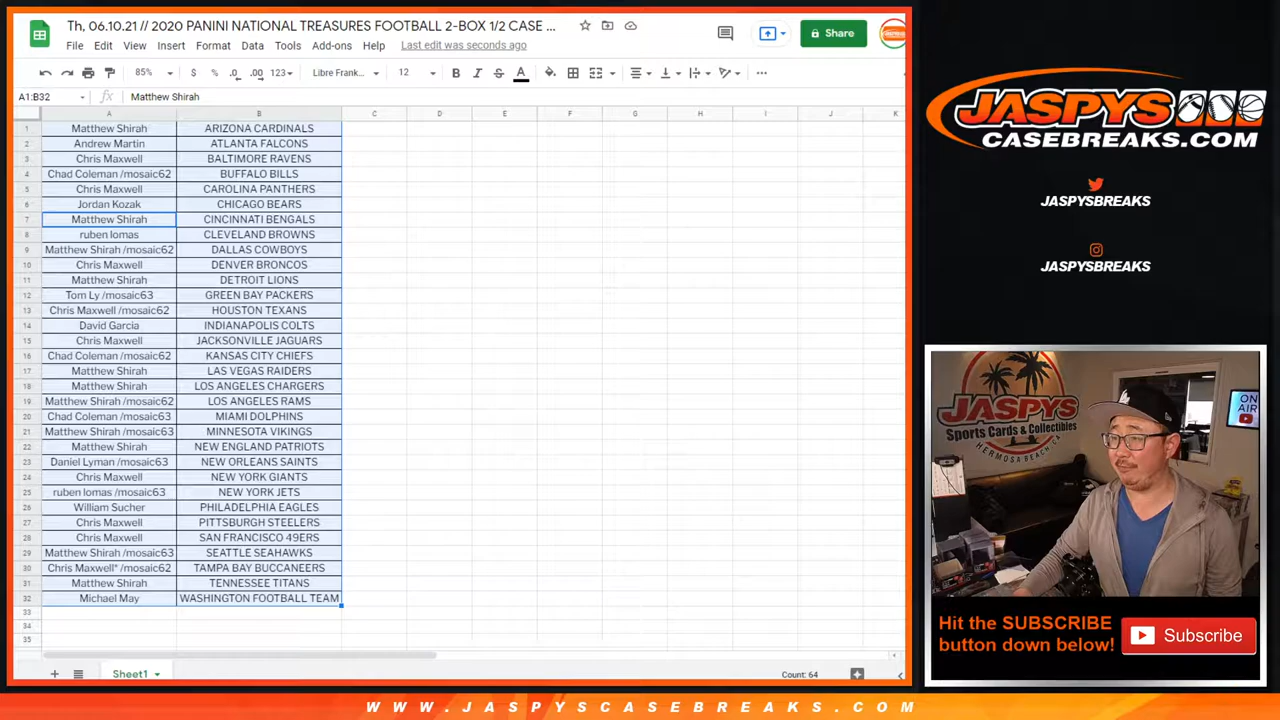 Th, 06.10.21 // 2020 PANINI NATIONAL TREASURES FOOTBALL 2-BOX 1/2 CASE ...
File Edit View Insert Format Data Tools Add-ons Help Last edit was seconds ago
Share
85% $ % .0 .00 123 Libre Frank... 12 B I S A
A1:B32 fx Matthew Shirah
A B C D E F G H I J K
1 Matthew Shirah ARIZONA CARDINALS
2 Andrew Martin ATLANTA FALCONS
3 Chris Maxwell BALTIMORE RAVENS
4 Chad Coleman /mosaic62 BUFFALO BILLS
5 Chris Maxwell CAROLINA PANTHERS
6 Jordan Kozak CHICAGO BEARS
7 Matthew Shirah CINCINNATI BENGALS
8 ruben lomas CLEVELAND BROWNS
9 Matthew Shirah /mosaic62 DALLAS COWBOYS
10 Chris Maxwell DENVER BRONCOS
11 Matthew Shirah DETROIT LIONS
12 Tom Ly /mosaic63 GREEN BAY PACKERS
13 Chris Maxwell /mosaic62 HOUSTON TEXANS
14 David Garcia INDIANAPOLIS COLTS
15 Chris Maxwell JACKSONVILLE JAGUARS
16 Chad Coleman /mosaic62 KANSAS CITY CHIEFS
17 Matthew Shirah LAS VEGAS RAIDERS
18 Matthew Shirah LOS ANGELES CHARGERS
19 Matthew Shirah /mosaic62 LOS ANGELES RAMS
20 Chad Coleman /mosaic63 MIAMI DOLPHINS
21 Matthew Shirah /mosaic63 MINNESOTA VIKINGS
22 Matthew Shirah NEW ENGLAND PATRIOTS
23 Daniel Lyman /mosaic63 NEW ORLEANS SAINTS
24 Chris Maxwell NEW YORK GIANTS
25 ruben lomas /mosaic63 NEW YORK JETS
26 William Sucher PHILADELPHIA EAGLES
27 Chris Maxwell PITTSBURGH STEELERS
28 Chris Maxwell SAN FRANCISCO 49ERS
29 Matthew Shirah /mosaic63 SEATTLE SEAHAWKS
30 Chris Maxwell* /mosaic62 TAMPA BAY BUCCANEERS
31 Matthew Shirah TENNESSEE TITANS
32 Michael May WASHINGTON FOOTBALL TEAM
33
34
35
Sheet1
Count: 64
JASPYS
CASEBREAKS.COM
JASPYSBREAKS
JASPYSBREAKS
JASPYS
Sports Cards & Collectibles
HERMOSA BEACH, CA
ON
AIR
Hit the SUBSCRIBE
button down below!
Subscribe
WWW.JASPYSCASEBREAKS.COM